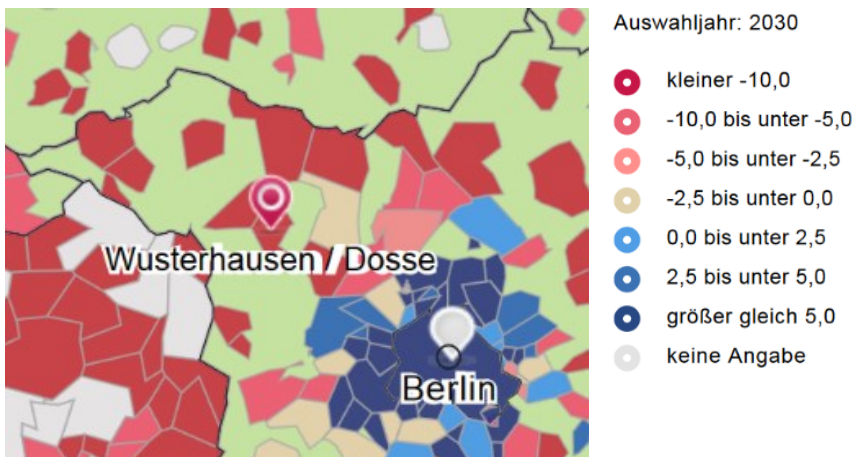 Auswahljahr: 2030
kleiner -10,0
-10,0 bis unter -5,0
-5,0 bis unter -2,5
-2,5 bis unter 0,0
0,0 bis unter 2,5
2,5 bis unter 5,0
größer gleich 5,0
keine Angabe
Wusterhausen / Dosse
Berlin